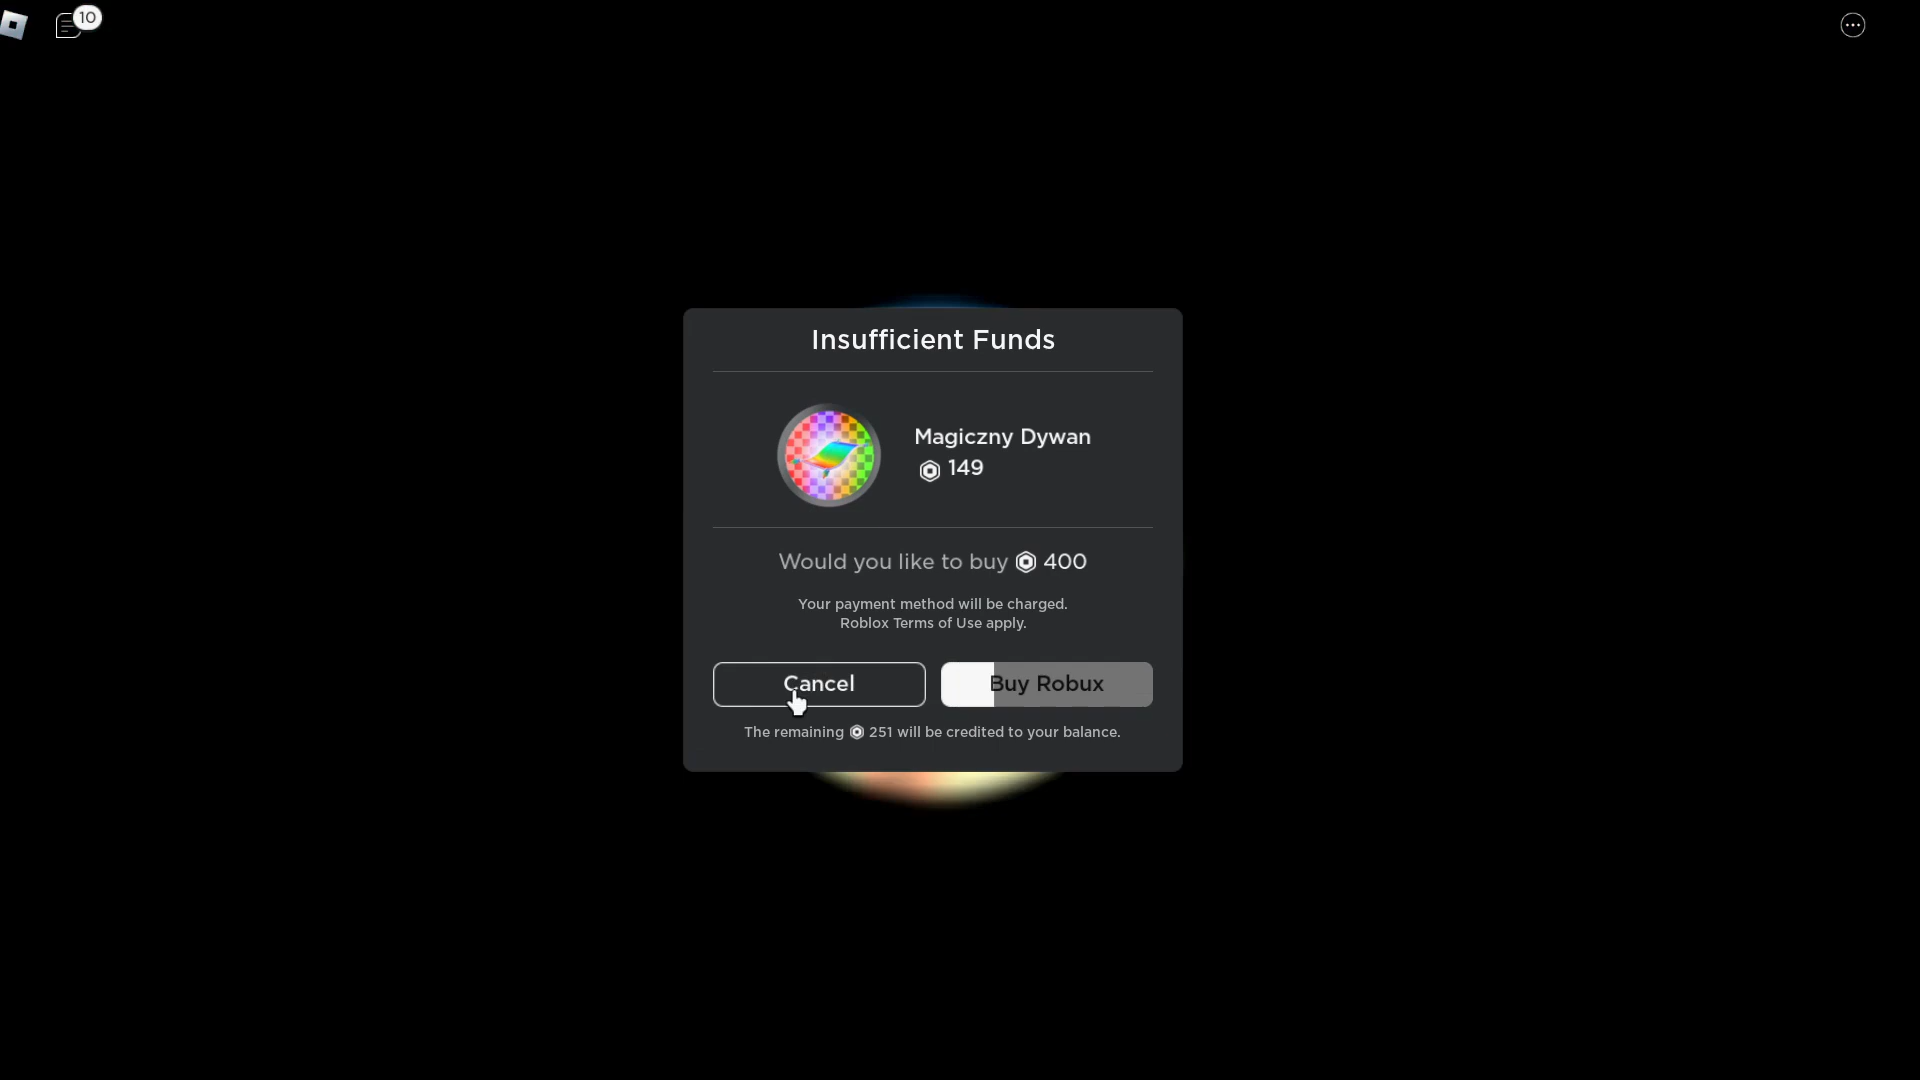 10
Insufficient Funds
Magiczny Dywan
149
Would you like to buy 400
Your payment method will be charged.
Roblox Terms of Use apply.
Cancel
Buy Robux
The remaining 251 will be credited to your balance.